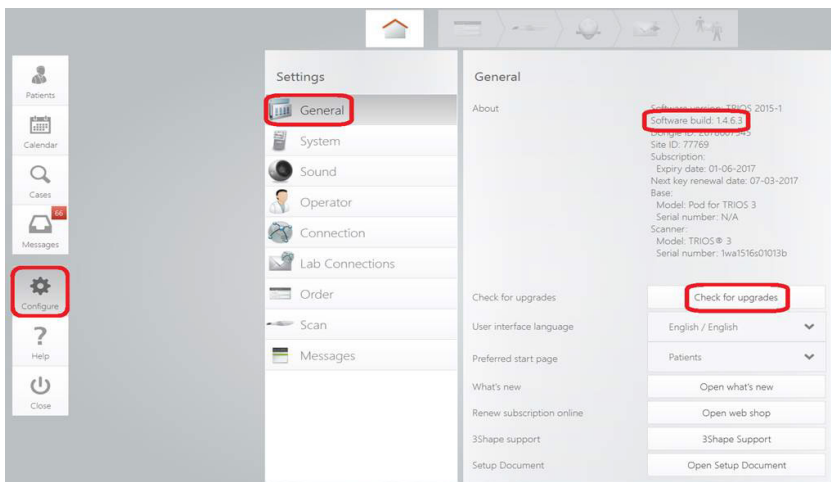 Patients
Calendar
Cases
66
Messages
Configure
Help
Close
Settings
General
System
Sound
Operator
Connection
Lab Connections
Order
Scan
Messages
General
About
Software version: TRIOS 2015-1
Software build: 1.4.6.3
Site ID: 77769
Subscription:
Expiry date: 01-06-2017
Next key renewal date: 07-03-2017
Base:
Model: Pod for TRIOS 3
Serial number: N/A
Scanner:
Model: TRIOS® 3
Serial number: 1wa1516s01013b
Check for upgrades Check for upgrades
User interface language English / English
Preferred start page Patients
What's new Open what's new
Renew subscription online Open web shop
3Shape support 3Shape Support
Setup Document Open Setup Document